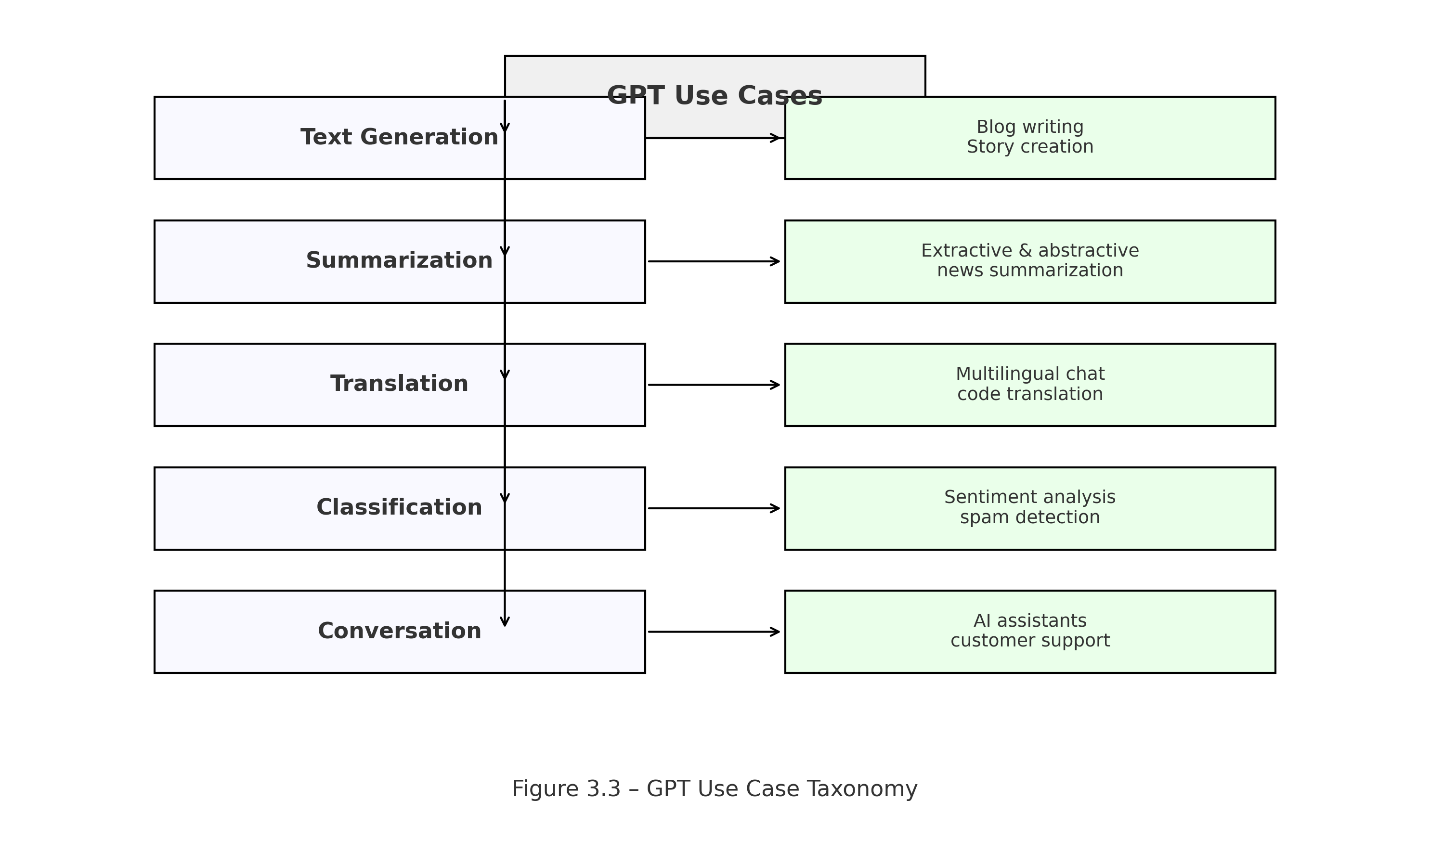 GPT Use Cases
Text Generation
Blog writing
Story creation
Summarization
Extractive & abstractive
news summarization
Translation
Multilingual chat
code translation
Classification
Sentiment analysis
spam detection
Conversation
AI assistants
customer support
Figure 3.3 – GPT Use Case Taxonomy